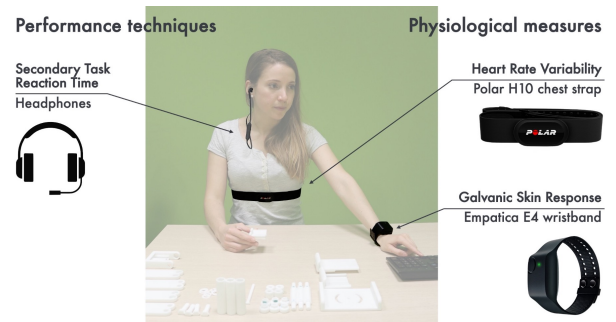 Performance techniques
Physiological measures
Secondary Task
Reaction Time
Headphones
Heart Rate Variability
Polar H10 chest strap
POLAR
Galvanic Skin Response
Empatica E4 wristband